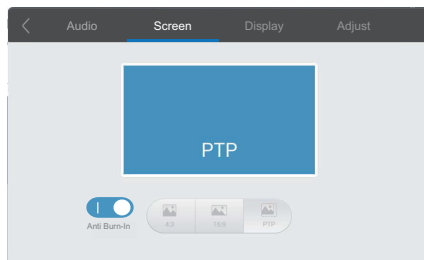 Audio Screen Display Adjust
PTP
Anti Burn-In
4:3 16:9 PTP